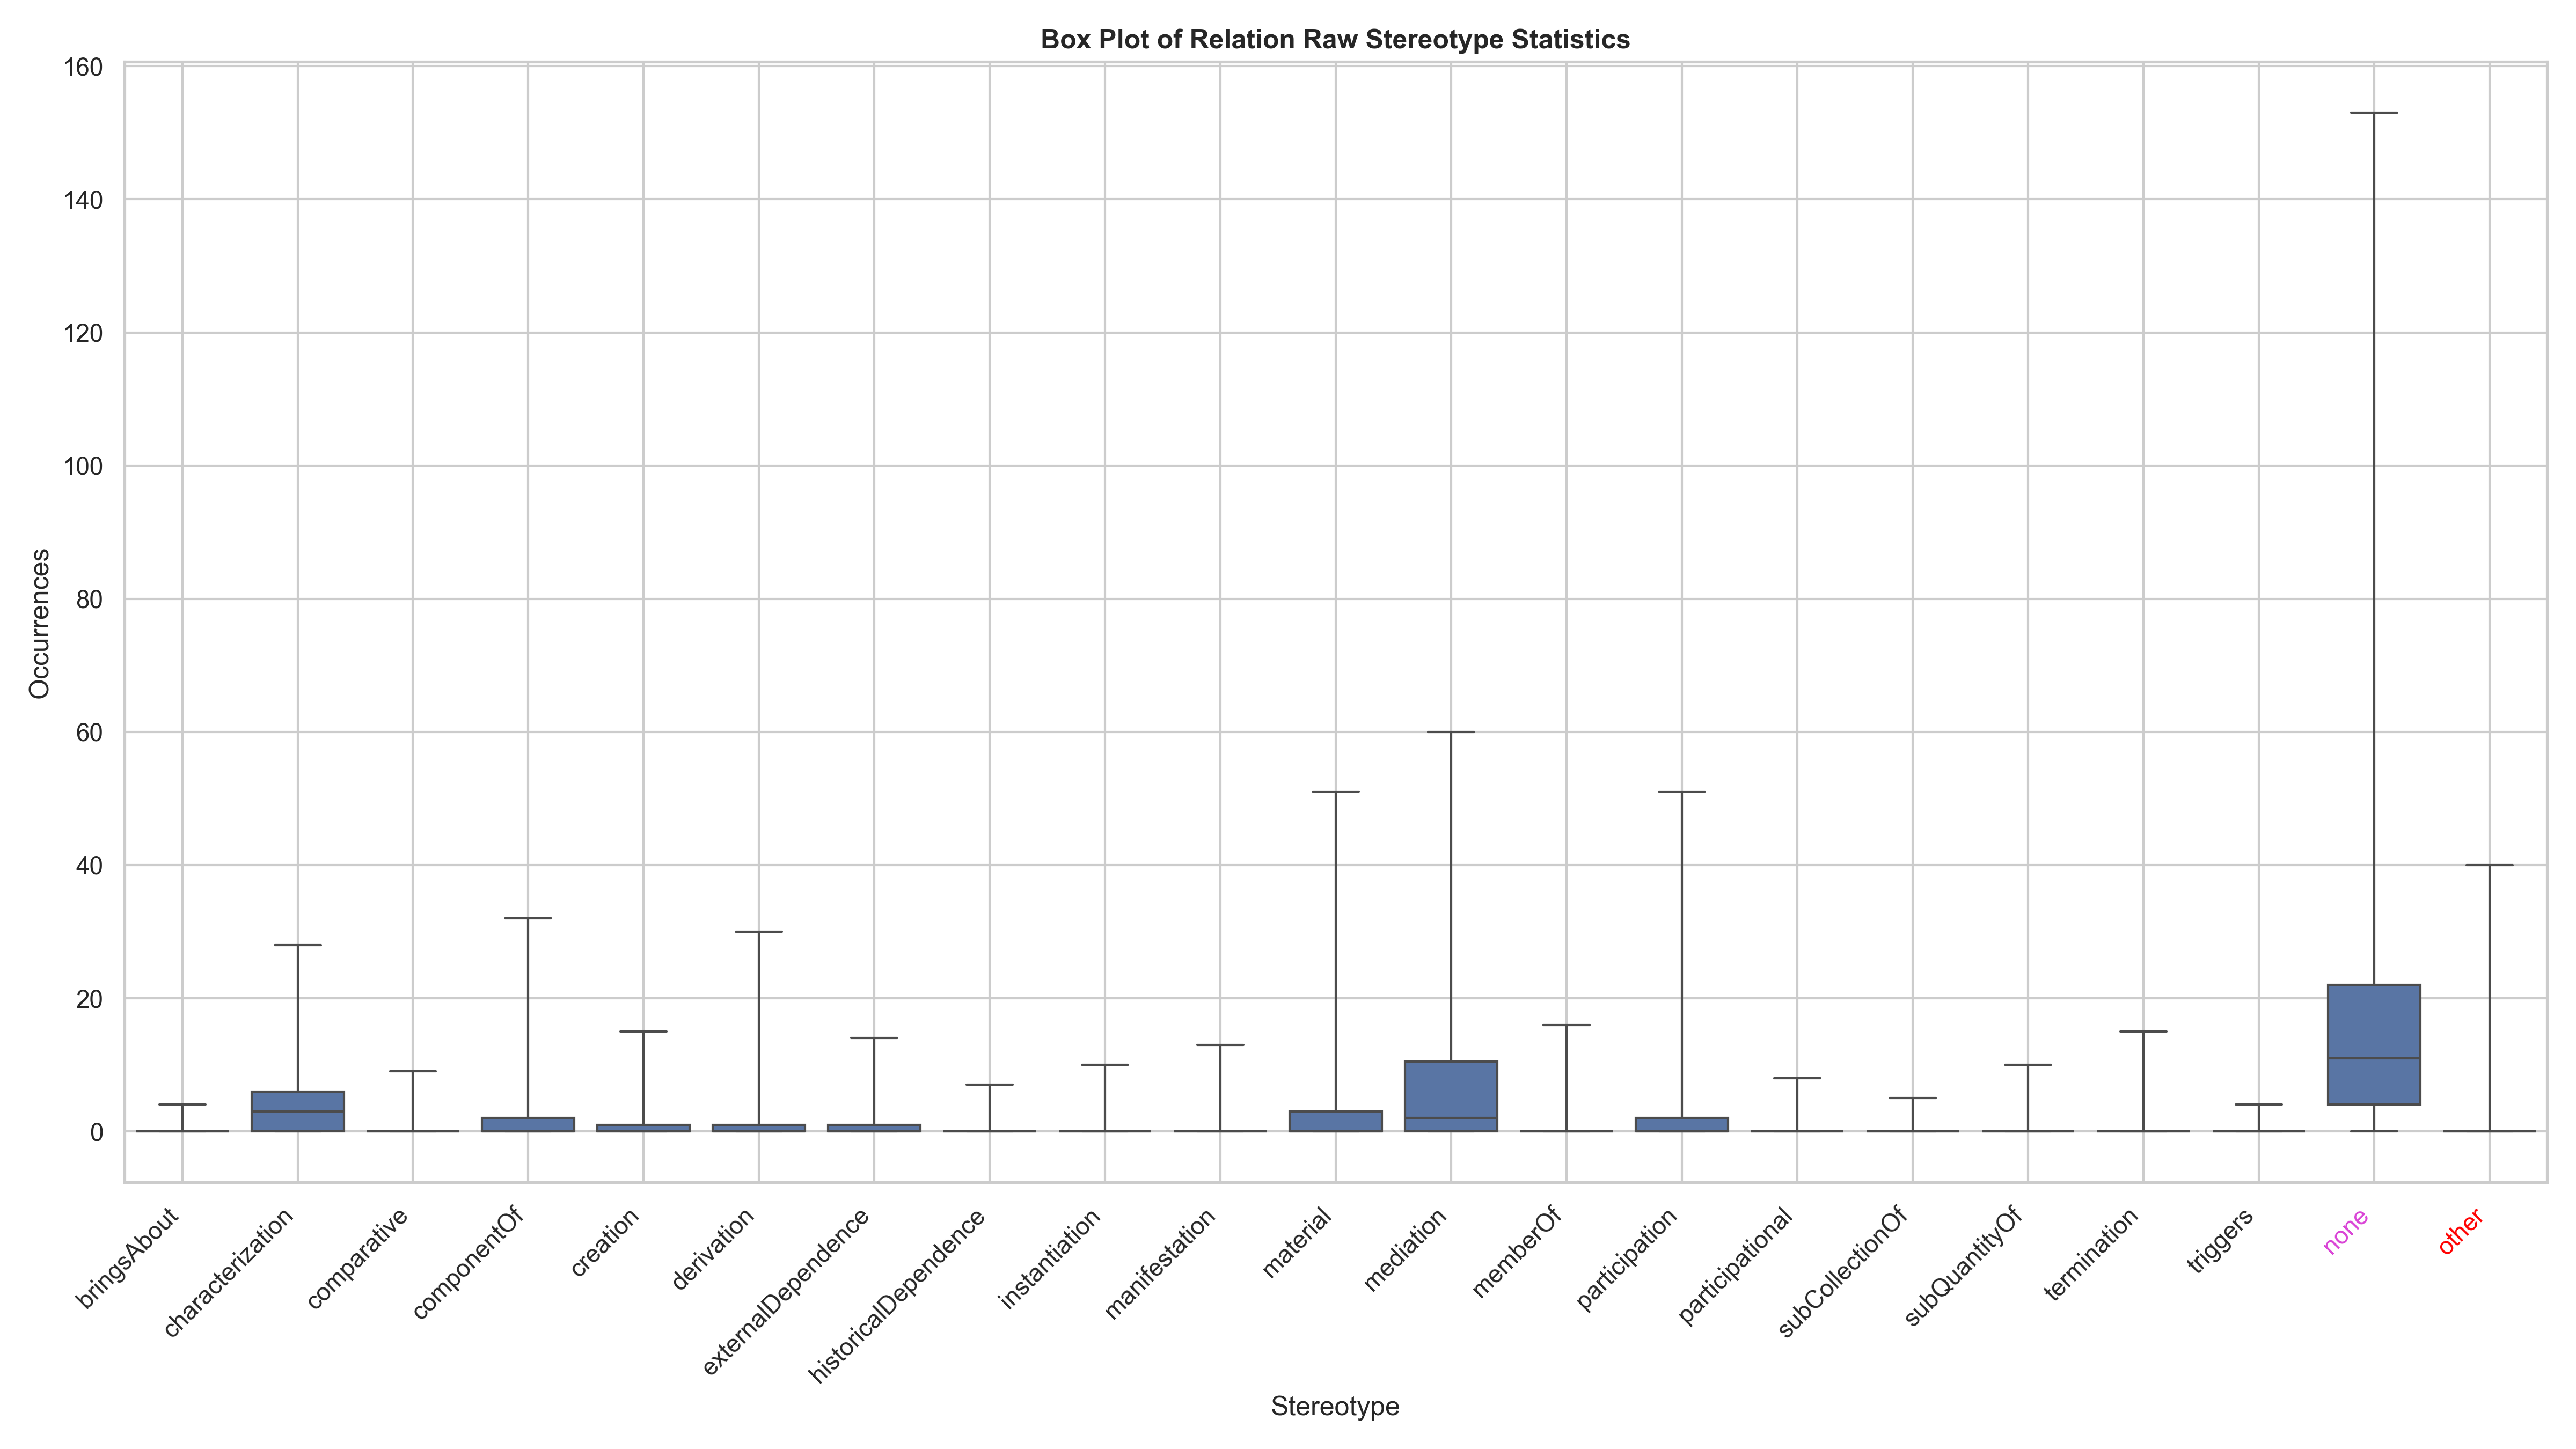 Box Plot of Relation Raw Stereotype Statistics
160
140
120
100
80
60
40
20
0
Occurrences
bringsAbout
characterization
comparative
componentOf
creation
derivation
externalDependence
historicalDependence
instantiation
manifestation
material
mediation
memberOf
participation
participational
subCollectionOf
subQuantityOf
termination
triggers
none
other
Stereotype